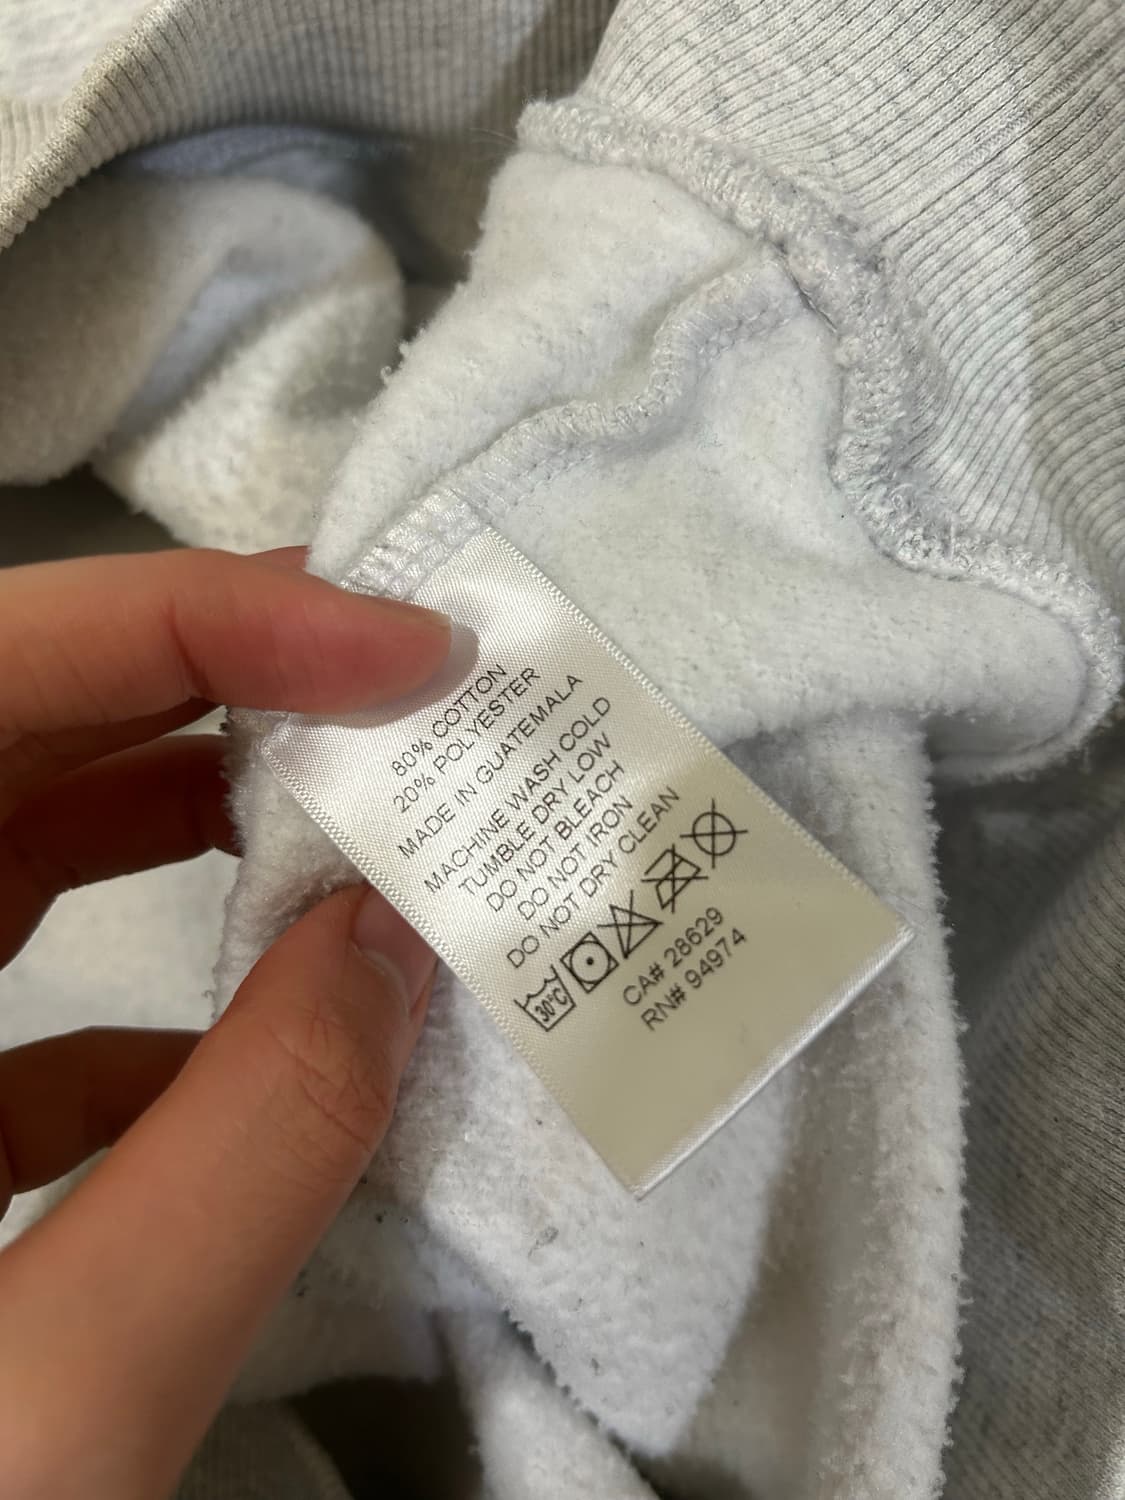 80% COTTON
20% POLYESTER
MADE IN GUATEMALA
MACHINE WASH COLD
TUMBLE DRY LOW
DO NOT BLEACH
DO NOT IRON
DO NOT DRY CLEAN
30°C
CA# 28629
RN# 94974